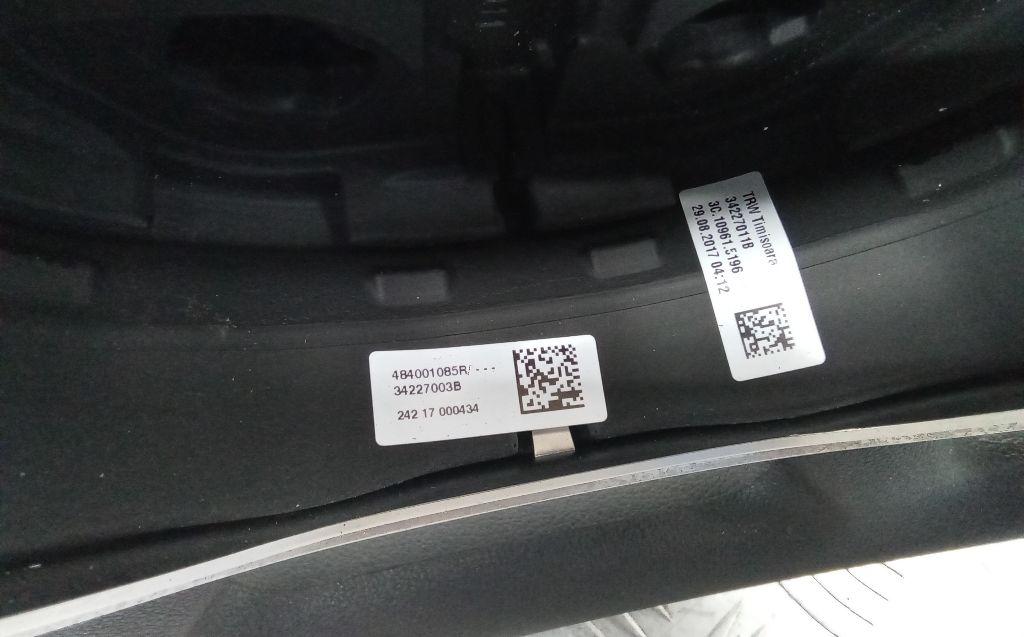 484001085R/---
34227003B
242 17 000434
TRW Timisoara
34227011B
3C.10961.5196
29.08.2017 04:12